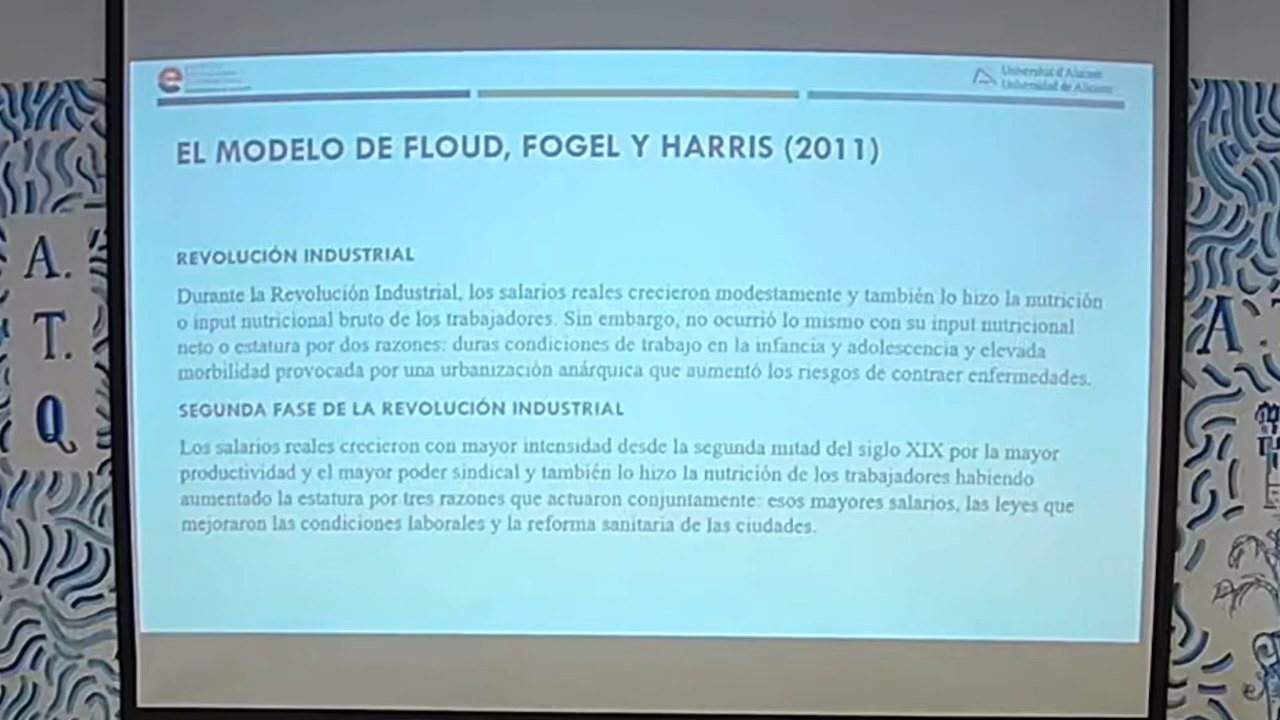 Universitat d'Alacant
Universidad de Alicante
EL MODELO DE FLOUD, FOGEL Y HARRIS (2011)
REVOLUCIÓN INDUSTRIAL
Durante la Revolución Industrial, los salarios reales crecieron modestamente y también lo hizo la nutrición
o input nutricional bruto de los trabajadores. Sin embargo, no ocurrió lo mismo con su input nutricional
neto o estatura por dos razones: duras condiciones de trabajo en la infancia y adolescencia y elevada
morbilidad provocada por una urbanización anárquica que aumentó los riesgos de contraer enfermedades.
SEGUNDA FASE DE LA REVOLUCIÓN INDUSTRIAL
Los salarios reales crecieron con mayor intensidad desde la segunda mitad del siglo XIX por la mayor
productividad y el mayor poder sindical y también lo hizo la nutrición de los trabajadores habiendo
aumentado la estatura por tres razones que actuaron conjuntamente: esos mayores salarios, las leyes que
mejoraron las condiciones laborales y la reforma sanitaria de las ciudades.
A.
T.
Q
A.